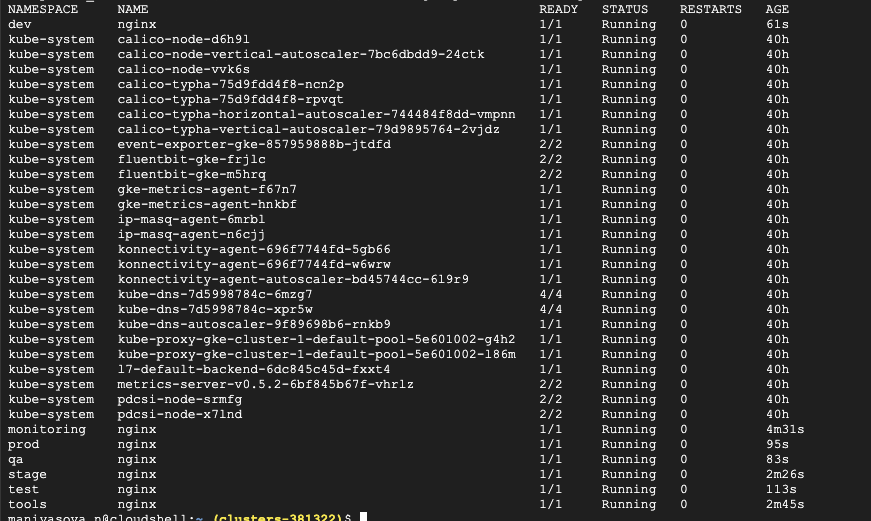 NAMESPACE NAME READY STATUS RESTARTS AGE
dev nginx 1/1 Running 0 61s
kube-system calico-node-d6h9l 1/1 Running 0 40h
kube-system calico-node-vertical-autoscaler-7bc6dbdd9-24ctk 1/1 Running 0 40h
kube-system calico-node-vvk6s 1/1 Running 0 40h
kube-system calico-typha-75d9fdd4f8-ncn2p 1/1 Running 0 40h
kube-system calico-typha-75d9fdd4f8-rpvqt 1/1 Running 0 40h
kube-system calico-typha-horizontal-autoscaler-744484f8dd-vmpnn 1/1 Running 0 40h
kube-system calico-typha-vertical-autoscaler-79d9895764-2vjdz 1/1 Running 0 40h
kube-system event-exporter-gke-857959888b-jtdfd 2/2 Running 0 40h
kube-system fluentbit-gke-frjlc 2/2 Running 0 40h
kube-system fluentbit-gke-m5hrq 2/2 Running 0 40h
kube-system gke-metrics-agent-f67n7 1/1 Running 0 40h
kube-system gke-metrics-agent-hnkbf 1/1 Running 0 40h
kube-system ip-masq-agent-6mrbl 1/1 Running 0 40h
kube-system ip-masq-agent-n6cjj 1/1 Running 0 40h
kube-system konnectivity-agent-696f7744fd-5gb66 1/1 Running 0 40h
kube-system konnectivity-agent-696f7744fd-w6wrw 1/1 Running 0 40h
kube-system konnectivity-agent-autoscaler-bd45744cc-6l9r9 1/1 Running 0 40h
kube-system kube-dns-7d5998784c-6mzg7 4/4 Running 0 40h
kube-system kube-dns-7d5998784c-xpr5w 4/4 Running 0 40h
kube-system kube-dns-autoscaler-9f89698b6-rnkb9 1/1 Running 0 40h
kube-system kube-proxy-gke-cluster-1-default-pool-5e601002-g4h2 1/1 Running 0 40h
kube-system kube-proxy-gke-cluster-1-default-pool-5e601002-l86m 1/1 Running 0 40h
kube-system l7-default-backend-6dc845c45d-fxxt4 1/1 Running 0 40h
kube-system metrics-server-v0.5.2-6bf845b67f-vhrlz 2/2 Running 0 40h
kube-system pdcsi-node-srmfg 2/2 Running 0 40h
kube-system pdcsi-node-x7lnd 2/2 Running 0 40h
monitoring nginx 1/1 Running 0 4m31s
prod nginx 1/1 Running 0 95s
qa nginx 1/1 Running 0 83s
stage nginx 1/1 Running 0 2m26s
test nginx 1/1 Running 0 113s
tools nginx 1/1 Running 0 2m45s
maniyasova_n@cloudshell:~ (clusters-381322)$